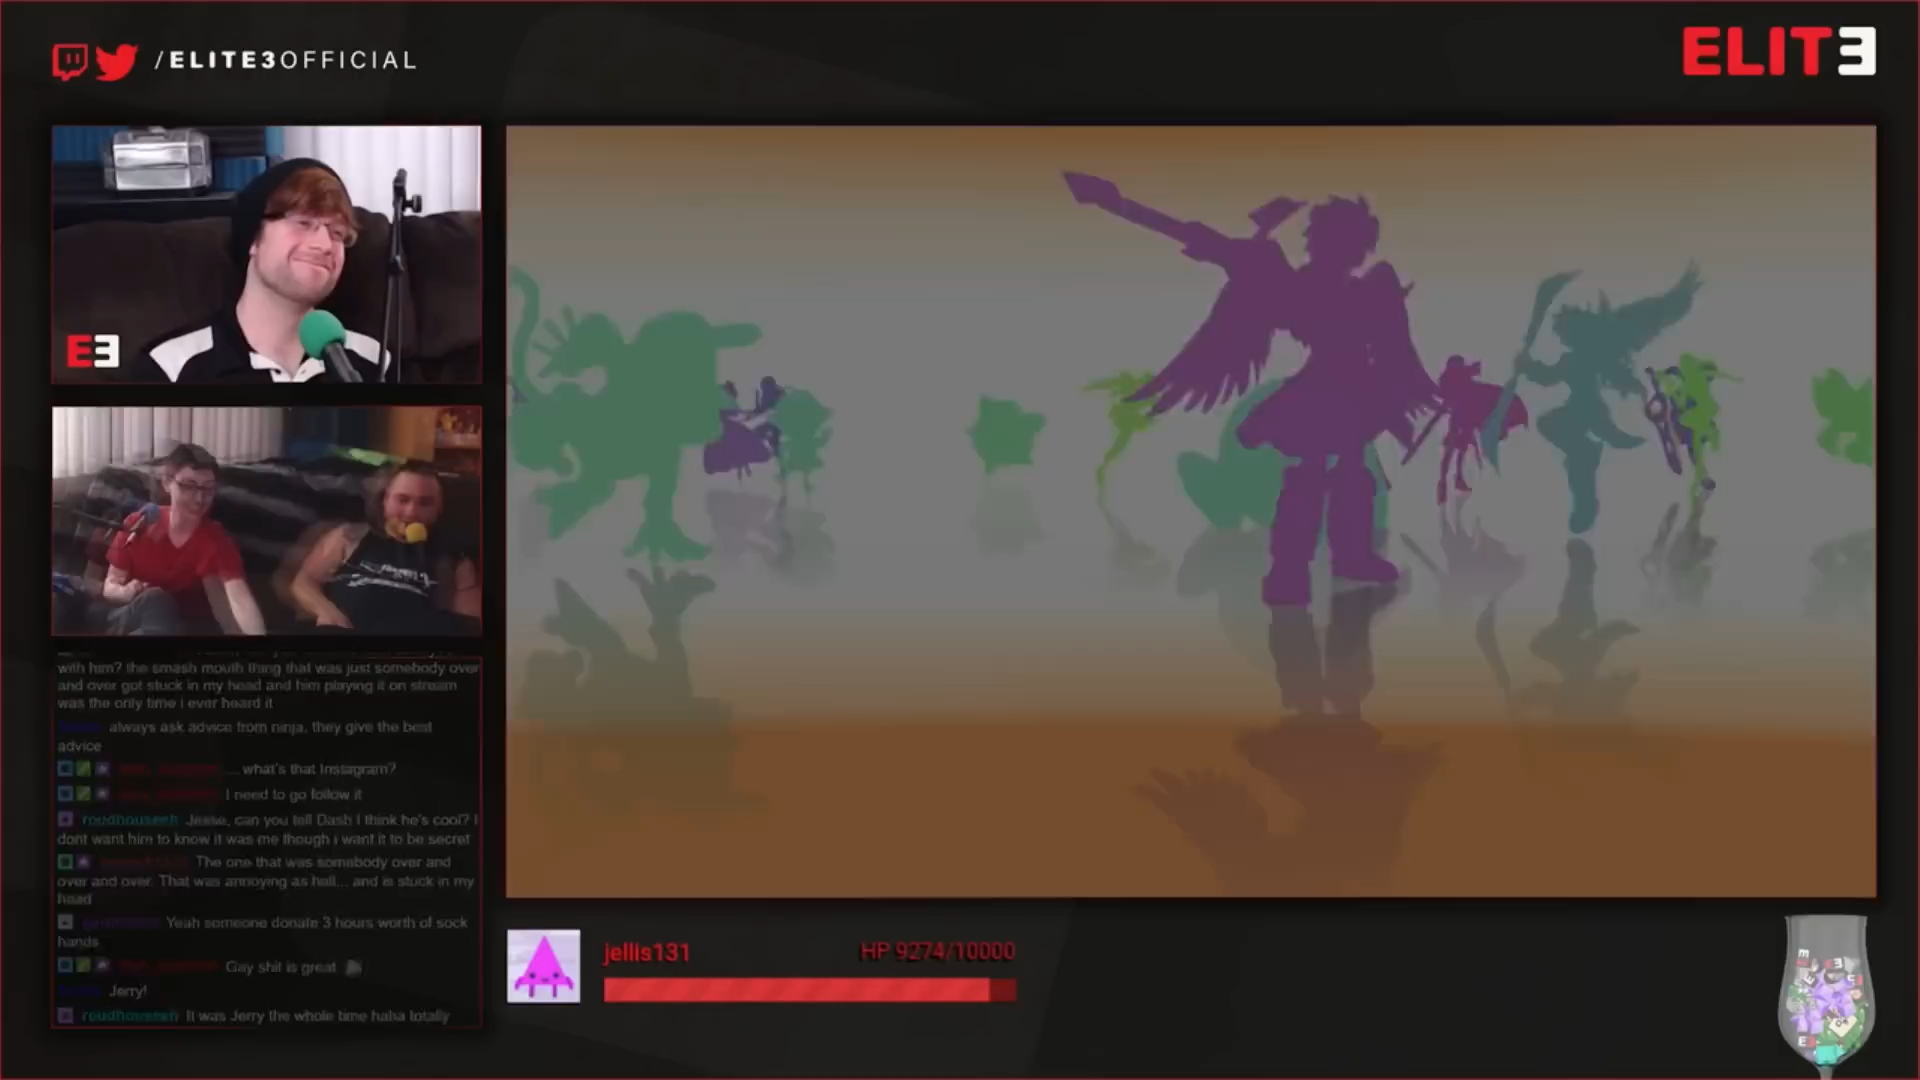 /ELITE3OFFICIAL
ELIT3
E3
with him? the smash mouth thing that was just somebody over
and over got stuck in my head and him playing it on stream
was the only time i ever heard it
always ask advice from ninja, they give the best
advice
... what's that Instagram?
I need to go follow it
roudhouseeh Jesse, can you tell Dash I think he's cool? I
dont want him to know it was me though i want it to be secret
The one that was somebody over and
over and over. That was annoying as hell... and is stuck in my
head
Yeah someone donate 3 hours worth of sock
hands
Gay shit is great
Jerry!
roudhouseeh It was Jerry the whole time haha totally
jellis131
HP 9274/10000